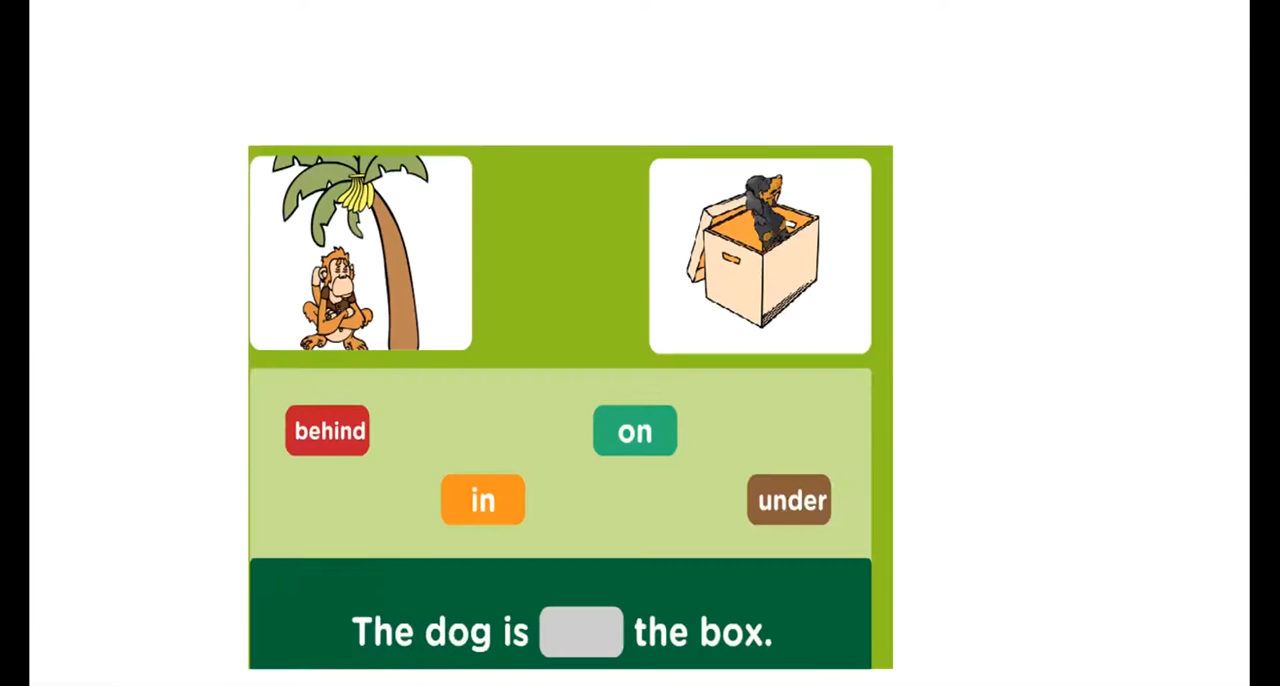 behind
on
in
under
The dog is the box.